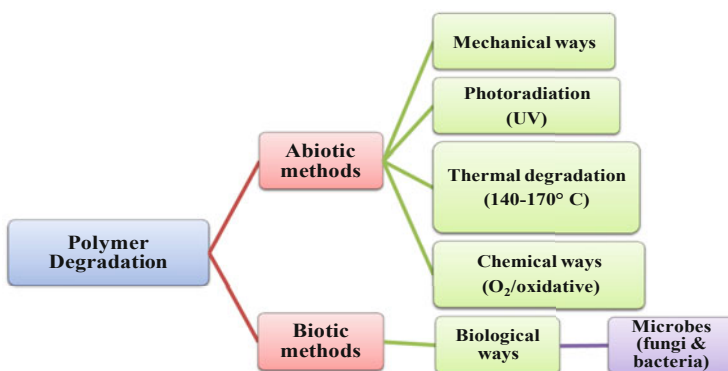 Polymer
Degradation
Abiotic
methods
Mechanical ways
Photoradiation
(UV)
Thermal degradation
(140-170° C)
Chemical ways
(O₂/oxidative)
Biotic
methods
Biological
ways
Microbes
(fungi &
bacteria)